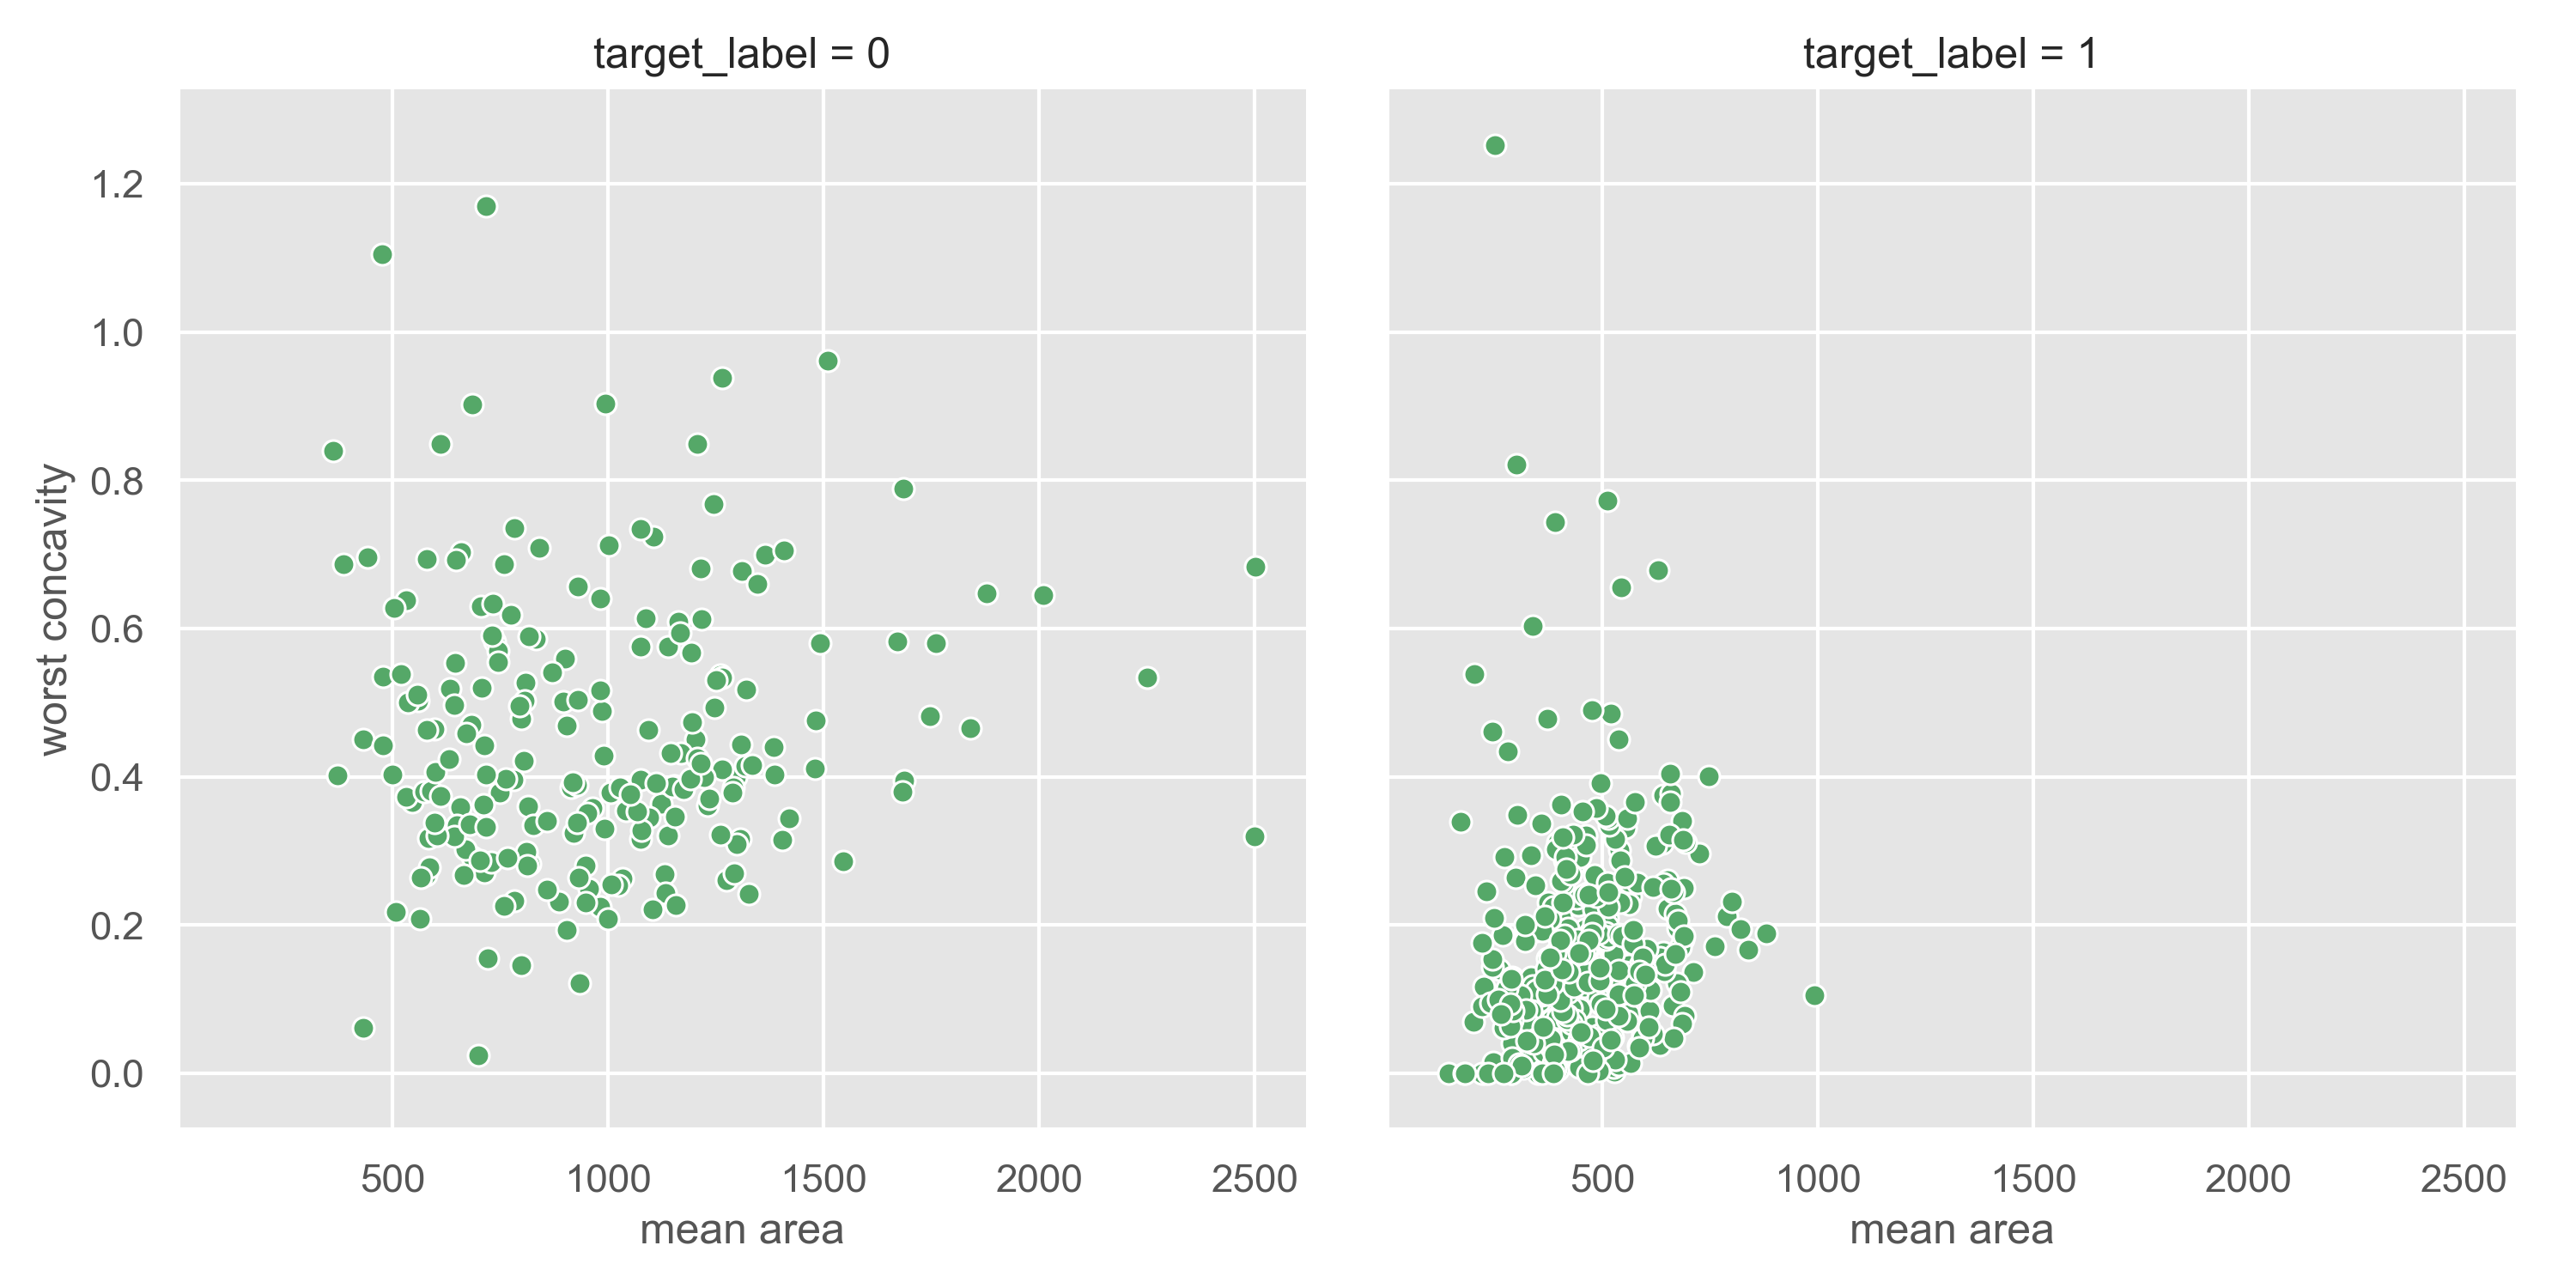 target_label = 0
target_label = 1
worst concavity
1.2
1.0
0.8
0.6
0.4
0.2
0.0
500 1000 1500 2000 2500
500 1000 1500 2000 2500
mean area
mean area